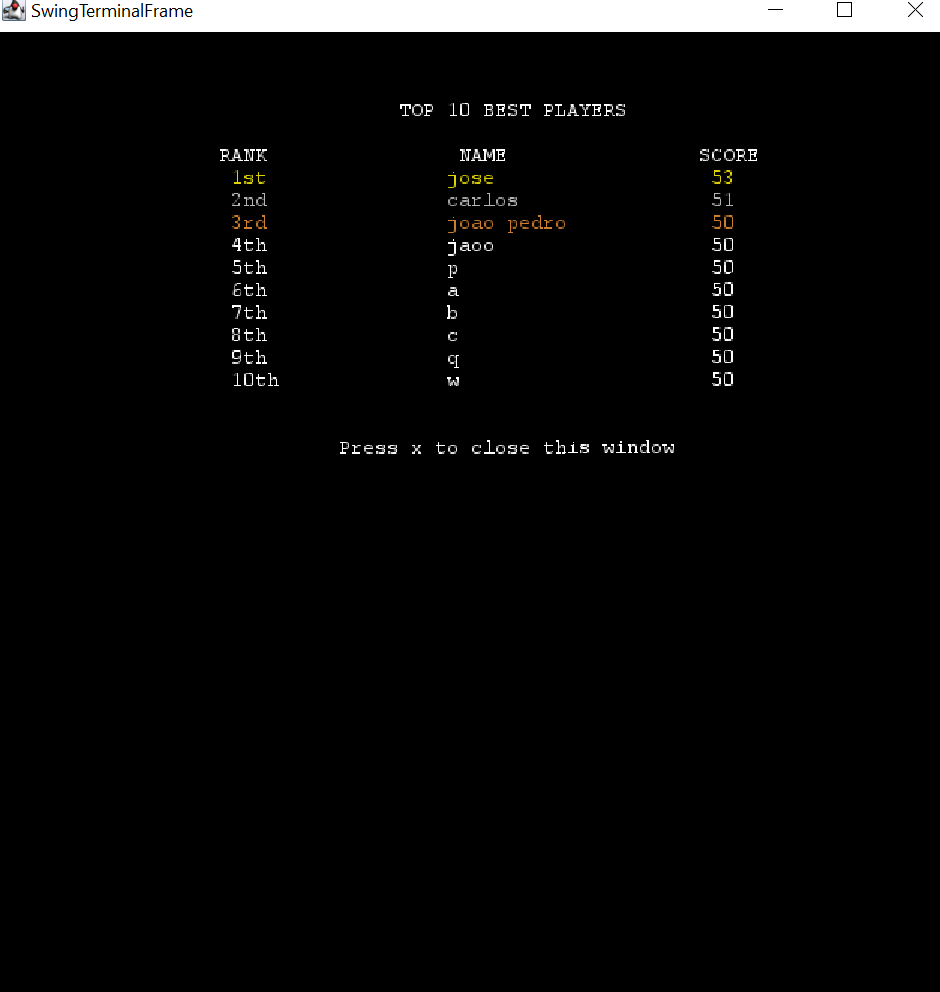 SwingTerminalFrame
TOP 10 BEST PLAYERS
RANK NAME SCORE
1st jose 53
2nd carlos 51
3rd joao pedro 50
4th jaoo 50
5th p 50
6th a 50
7th b 50
8th c 50
9th q 50
10th w 50
Press x to close this window